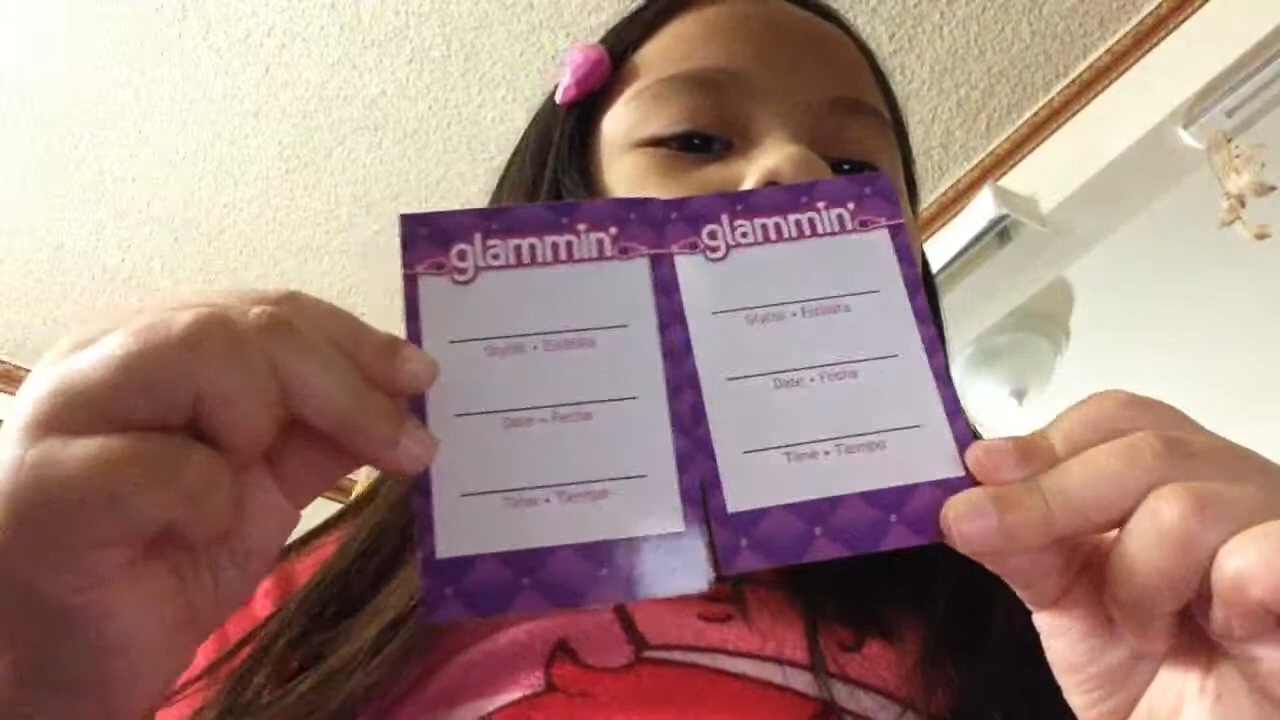 glammin'
Stylist • Estilista
Date • Fecha
Time • Tiempo
glammin'
Stylist • Estilista
Date • Fecha
Time • Tiempo